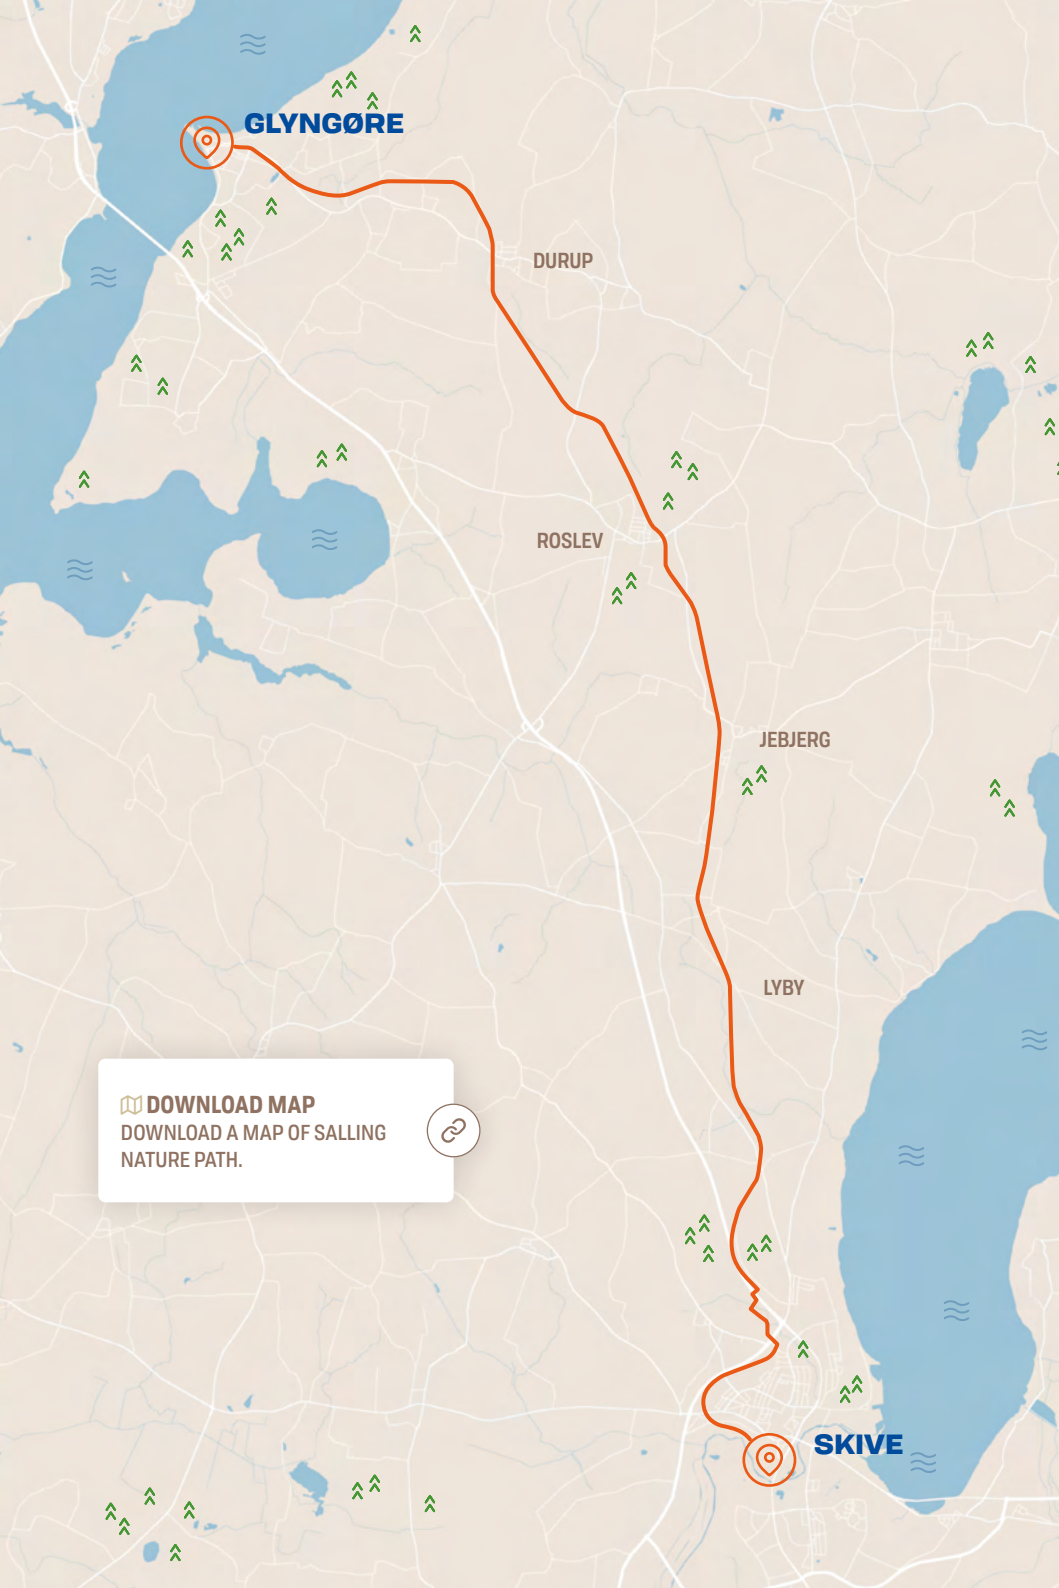 GLYNGØRE
DURUP
ROSLEV
JEBJERG
LYBY
DOWNLOAD MAP
DOWNLOAD A MAP OF SALLING
NATURE PATH.
SKIVE